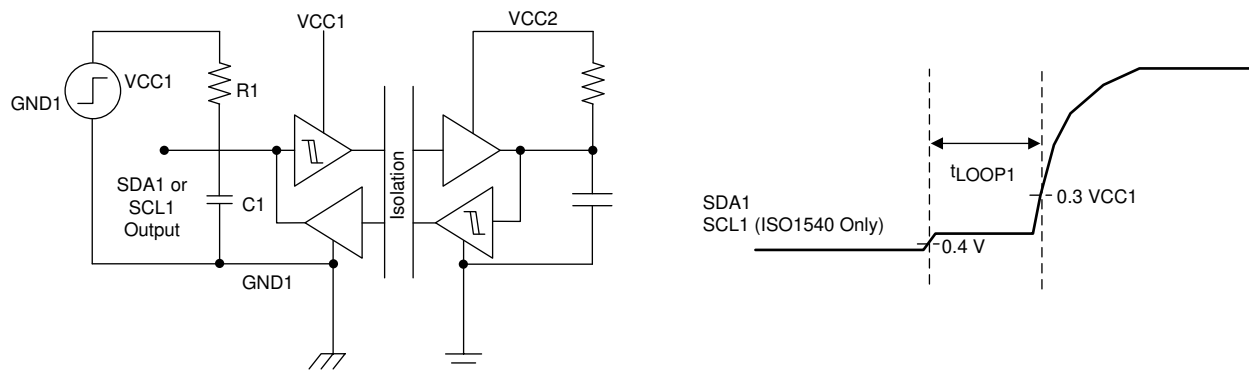 VCC1
VCC2
VCC1
GND1
R1
SDA1 or
SCL1
Output
C1
Isolation
GND1
tLOOP1
SDA1
SCL1 (ISO1540 Only)
0.3 VCC1
0.4 V